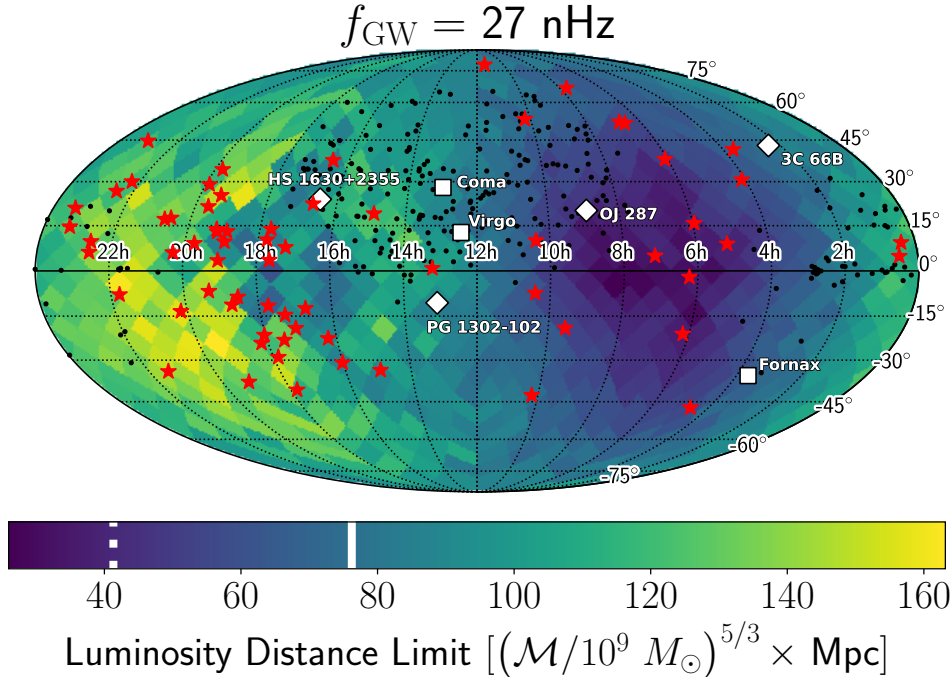 f_GW = 27 nHz
75°
60°
45°
3C 66B
30°
HS 1630+2355
Coma
OJ 287
Virgo
15°
22h 20h 18h 16h 14h 12h 10h 8h 6h 4h 2h 0°
-15°
PG 1302-102
Fornax
-30°
-45°
-60°
-75°
40 60 80 100 120 140 160
Luminosity Distance Limit [(ℳ/10⁹ M⊙)^5/3 × Mpc]